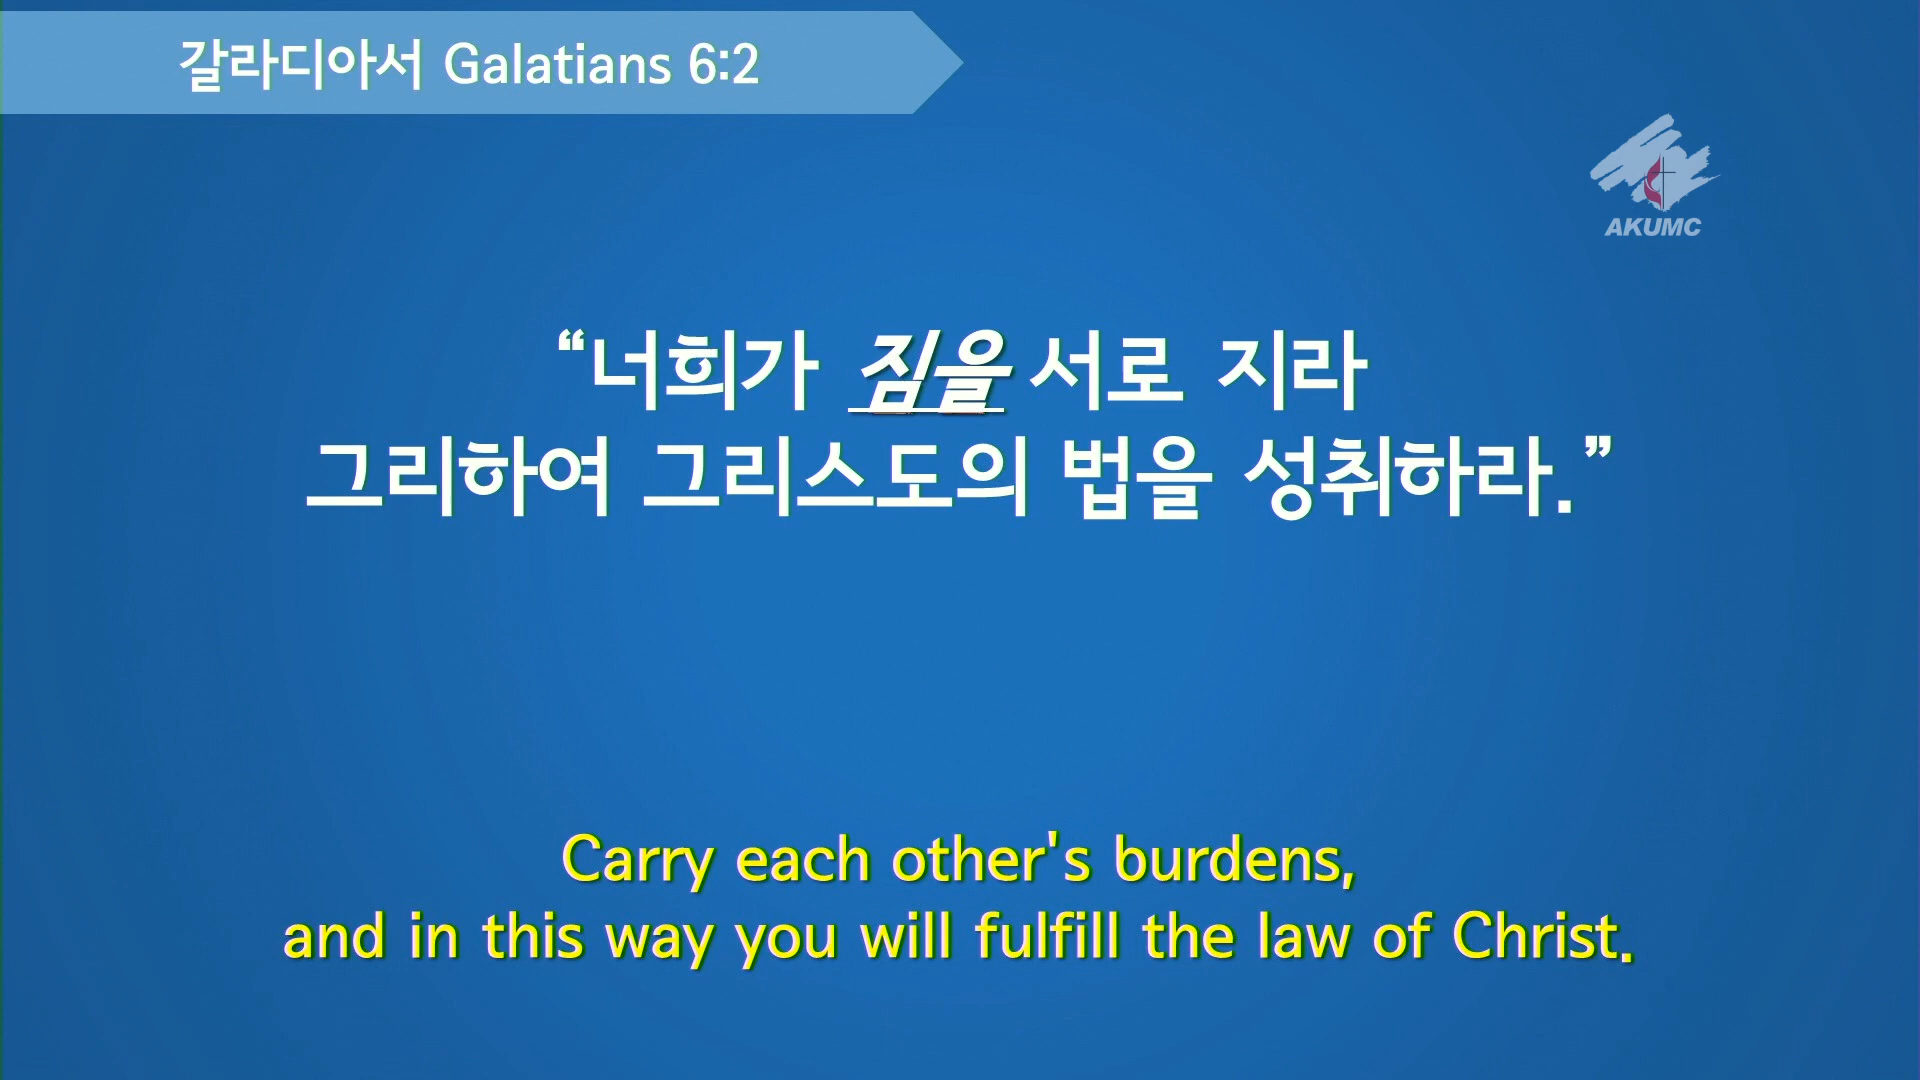 갈라디아서 Galatians 6:2
AKUMC
“너희가 짐을 서로 지라
그리하여 그리스도의 법을 성취하라.”
Carry each other's burdens,
and in this way you will fulfill the law of Christ.